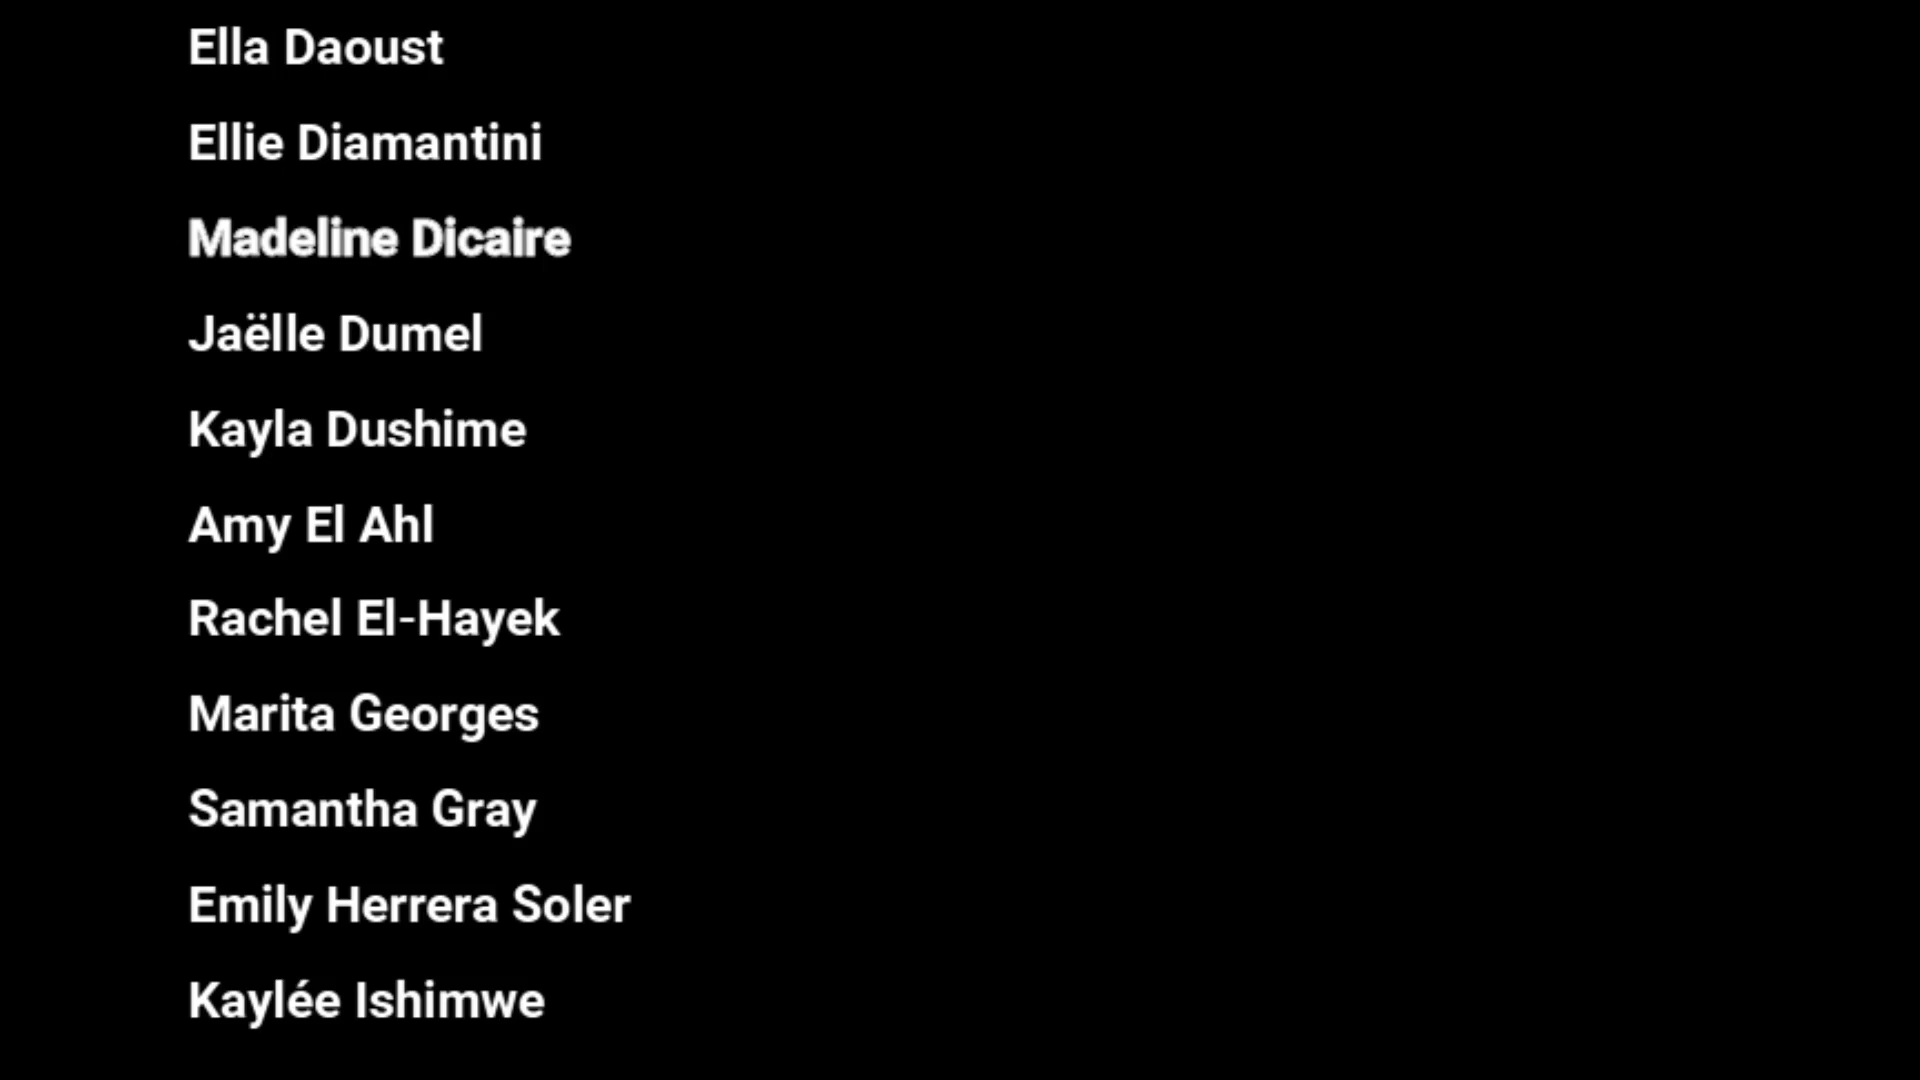 Ella Daoust
Ellie Diamantini
Madeline Dicaire
Jaëlle Dumel
Kayla Dushime
Amy El Ahl
Rachel El-Hayek
Marita Georges
Samantha Gray
Emily Herrera Soler
Kaylée Ishimwe